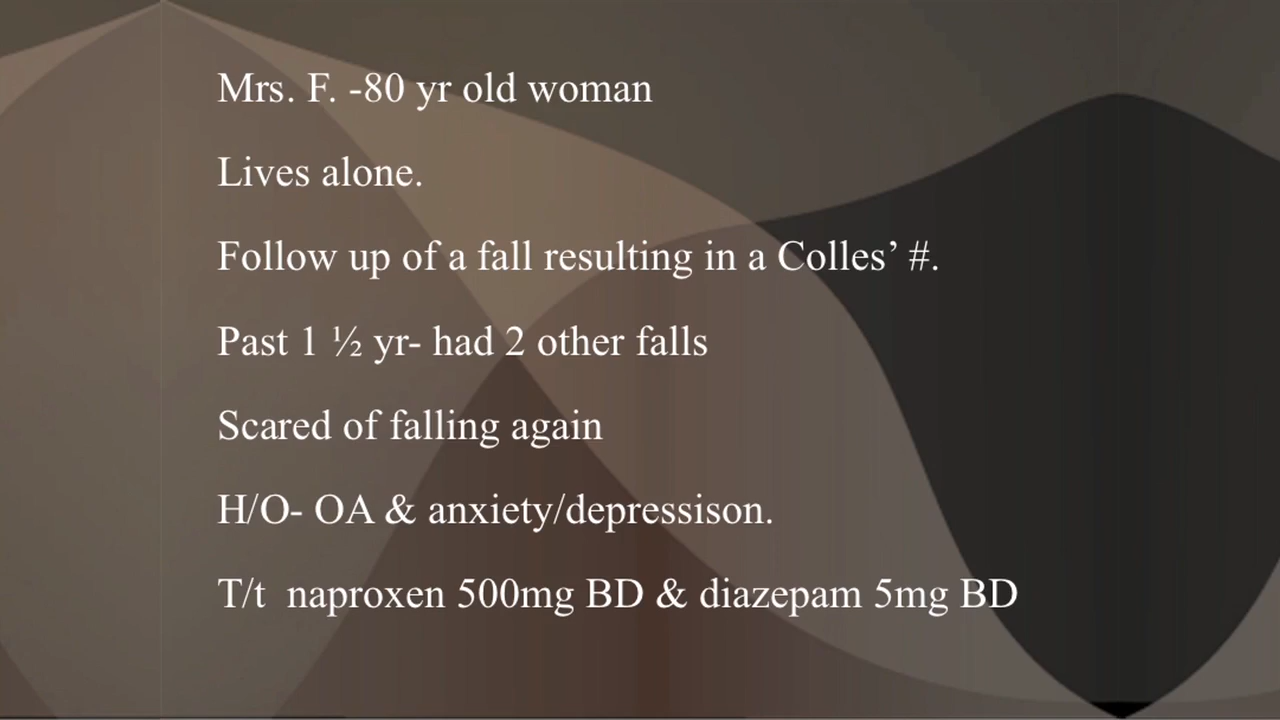 Mrs. F. -80 yr old woman
Lives alone.
Follow up of a fall resulting in a Colles’ #.
Past 1 ½ yr- had 2 other falls
Scared of falling again
H/O- OA & anxiety/depressison.
T/t  naproxen 500mg BD & diazepam 5mg BD